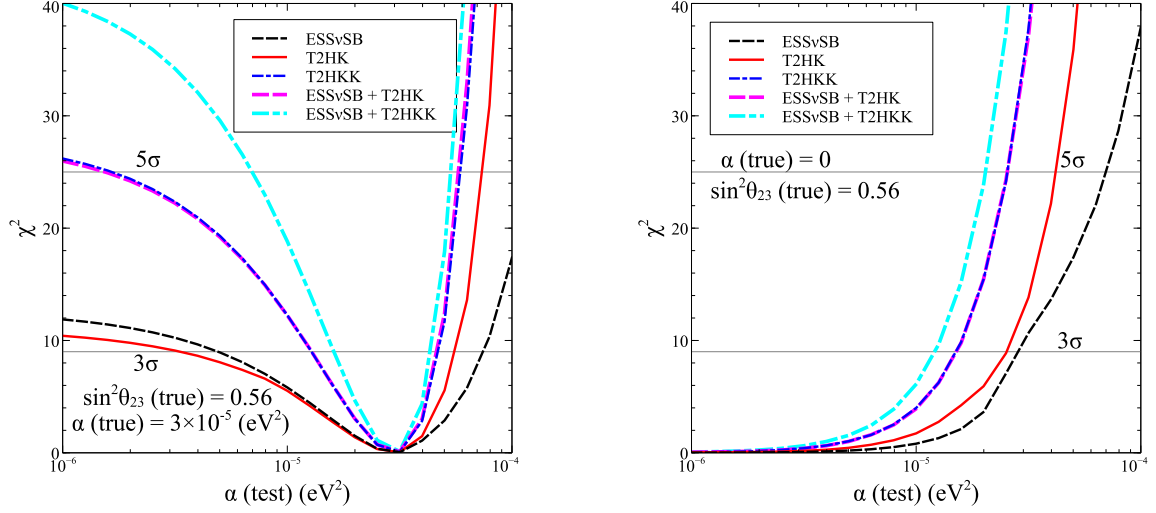 40
30
20
10
0
χ²
ESSνSB
T2HK
T2HKK
ESSνSB + T2HK
ESSνSB + T2HKK
5σ
3σ
sin²θ₂₃ (true) = 0.56
α (true) = 3×10⁻⁵ (eV²)
10⁻⁶
10⁻⁵
10⁻⁴
α (test) (eV²)
40
30
20
10
0
χ²
ESSνSB
T2HK
T2HKK
ESSνSB + T2HK
ESSνSB + T2HKK
α (true) = 0
5σ
sin²θ₂₃ (true) = 0.56
3σ
10⁻⁶
10⁻⁵
10⁻⁴
α (test) (eV²)